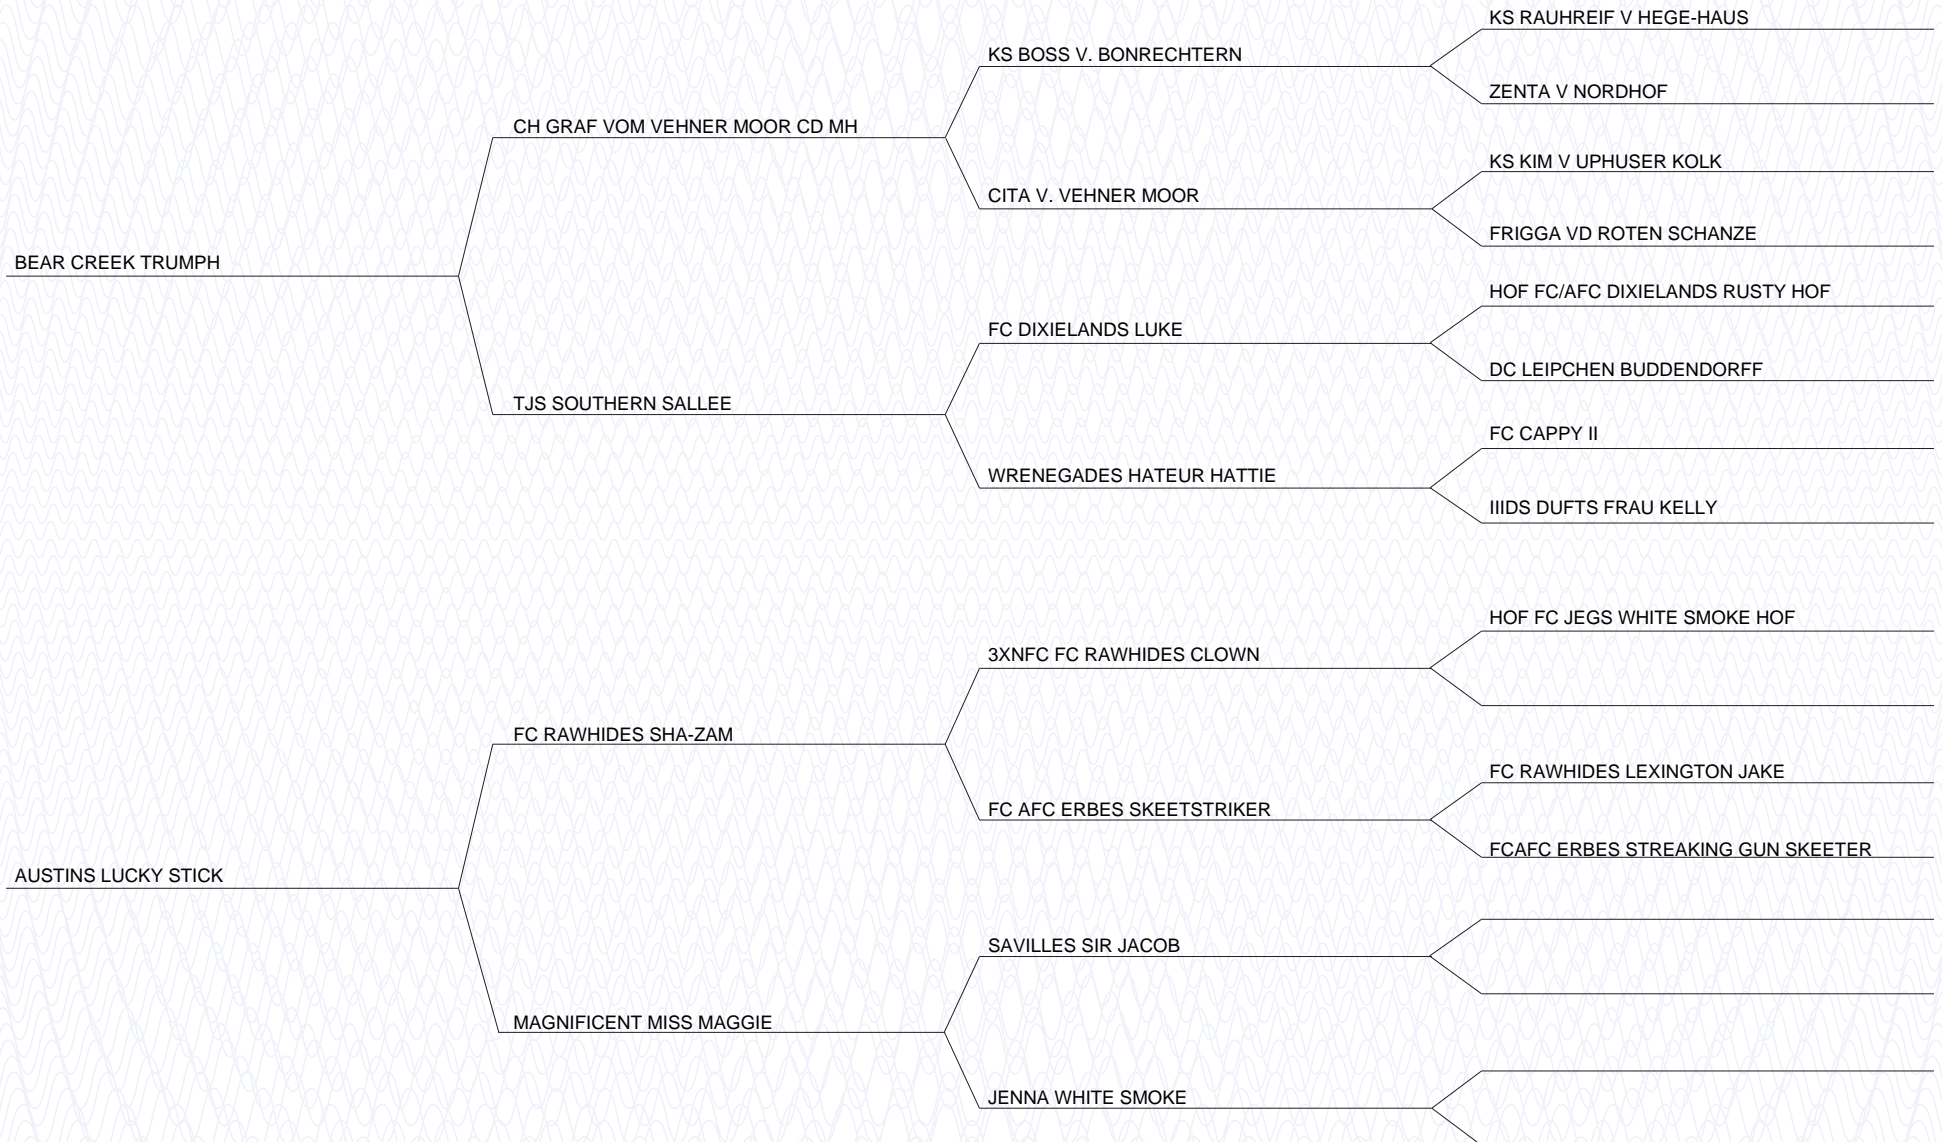 KS RAUHREIF V HEGE-HAUS
KS BOSS V. BONRECHTERN
ZENTA V NORDHOF
CH GRAF VOM VEHNER MOOR CD MH
KS KIM V UPHUSER KOLK
CITA V. VEHNER MOOR
FRIGGA VD ROTEN SCHANZE
BEAR CREEK TRUMPH
HOF FC/AFC DIXIELANDS RUSTY HOF
FC DIXIELANDS LUKE
DC LEIPCHEN BUDDENDORFF
TJS SOUTHERN SALLEE
FC CAPPY II
WRENEGADES HATEUR HATTIE
IIIDS DUFTS FRAU KELLY
HOF FC JEGS WHITE SMOKE HOF
3XNFC FC RAWHIDES CLOWN
FC RAWHIDES SHA-ZAM
FC RAWHIDES LEXINGTON JAKE
FC AFC ERBES SKEETSTRIKER
FCAFC ERBES STREAKING GUN SKEETER
AUSTINS LUCKY STICK
SAVILLES SIR JACOB
MAGNIFICENT MISS MAGGIE
JENNA WHITE SMOKE